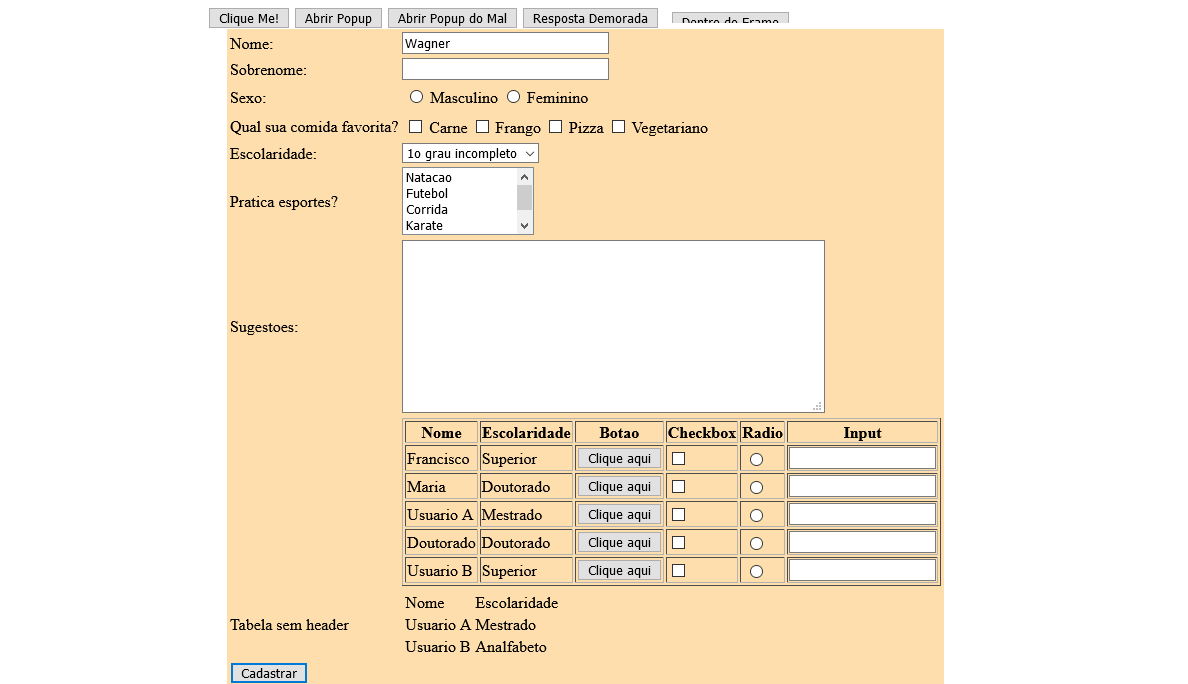 Clique Me! Abrir Popup Abrir Popup do Mal Resposta Demorada Dentro do Frame
Nome: Wagner
Sobrenome:
Sexo: Masculino Feminino
Qual sua comida favorita? Carne Frango Pizza Vegetariano
Escolaridade: 1o grau incompleto
Natacao
Futebol
Pratica esportes?
Corrida
Karate
Sugestoes:
Nome Escolaridade Botao Checkbox Radio Input
Francisco Superior Clique aqui
Maria Doutorado Clique aqui
Usuario A Mestrado Clique aqui
Doutorado Doutorado Clique aqui
Usuario B Superior Clique aqui
Nome Escolaridade
Tabela sem header Usuario A Mestrado
Usuario B Analfabeto
Cadastrar